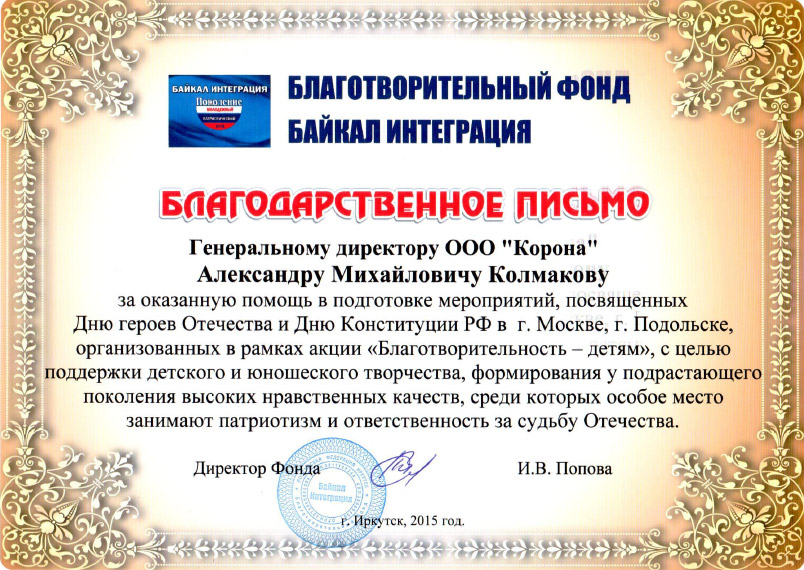 БАЙКАЛ ИНТЕГРАЦИЯ
Поколение
МОЛОДЕЖНЫЙ
ПАТРИОТИЧЕСКИЙ
БЛАГОТВОРИТЕЛЬНЫЙ ФОНД
БАЙКАЛ ИНТЕГРАЦИЯ
БЛАГОДАРСТВЕННОЕ ПИСЬМО
Генеральному директору ООО "Корона"
Александру Михайловичу Колмакову
за оказанную помощь в подготовке мероприятий, посвященных
Дню героев Отечества и Дню Конституции РФ в г. Москве, г. Подольске,
организованных в рамках акции «Благотворительность – детям», с целью
поддержки детского и юношеского творчества, формирования у подрастающего
поколения высоких нравственных качеств, среди которых особое место
занимают патриотизм и ответственность за судьбу Отечества.
Директор Фонда И.В. Попова
Байкал
Интеграция
г. Иркутск, 2015 год.